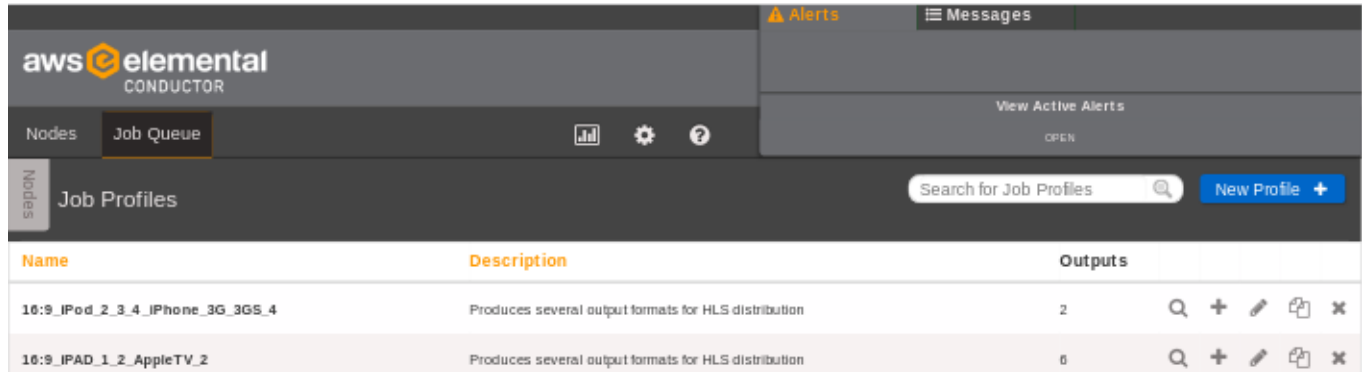 Alerts
Messages
aws elemental
CONDUCTOR
View Active Alerts
OPEN
Nodes
Job Queue
Nodes
Job Profiles
Search for Job Profiles
New Profile
Name Description Outputs
16:9_iPod_2_3_4_iPhone_3G_3GS_4 Produces several output formats for HLS distribution 2
16:9_iPAD_1_2_AppleTV_2 Produces several output formats for HLS distribution 6